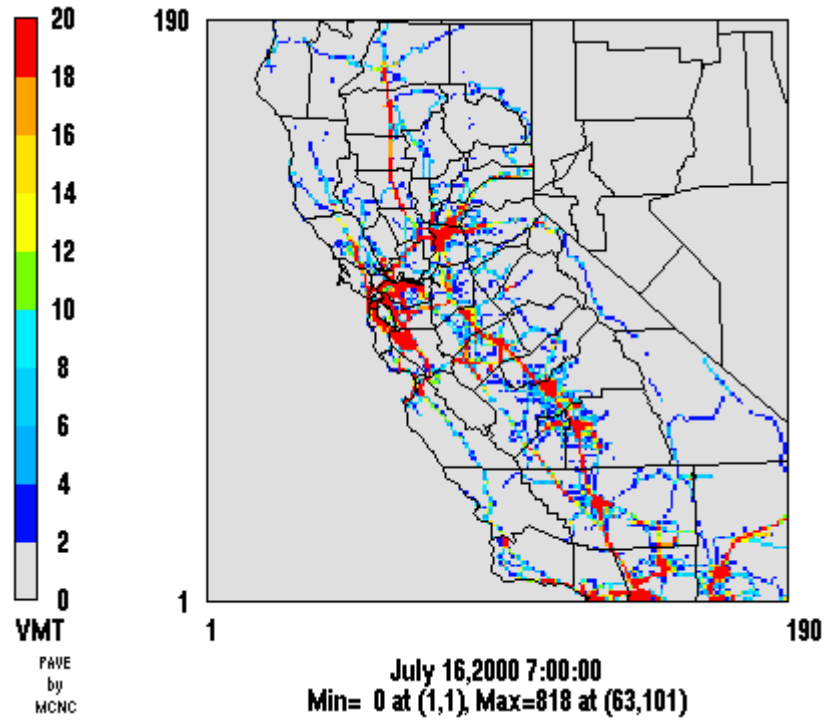 20
18
16
14
12
10
8
6
4
2
0
VMT
PAVE
by
MCNC
190
1
1
190
July 16,2000 7:00:00
Min= 0 at (1,1), Max=818 at (63,101)